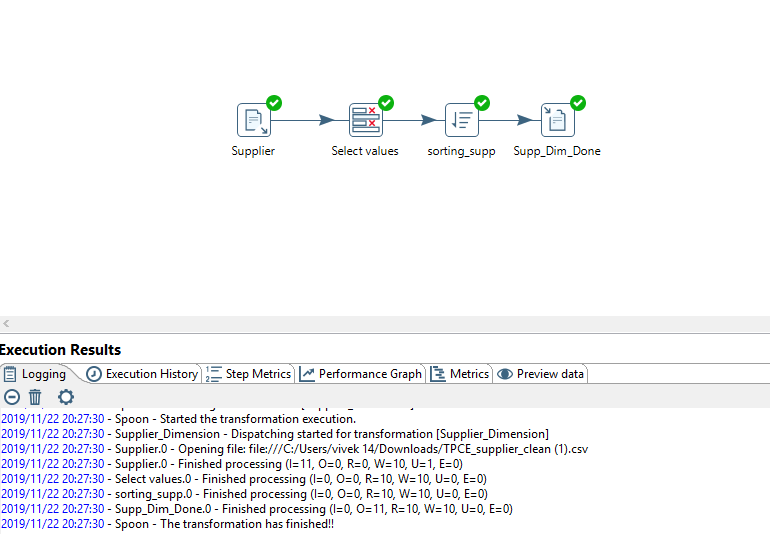 Supplier
Select values
sorting_supp
Supp_Dim_Done
Execution Results
Logging
Execution History
Step Metrics
Performance Graph
Metrics
Preview data
2019/11/22 20:27:30 - Spoon - Started the transformation execution.
2019/11/22 20:27:30 - Supplier_Dimension - Dispatching started for transformation [Supplier_Dimension]
2019/11/22 20:27:30 - Supplier.0 - Opening file: file:///C:/Users/vivek 14/Downloads/TPCE_supplier_clean (1).csv
2019/11/22 20:27:30 - Supplier.0 - Finished processing (I=11, O=0, R=0, W=10, U=1, E=0)
2019/11/22 20:27:30 - Select values.0 - Finished processing (I=0, O=0, R=10, W=10, U=0, E=0)
2019/11/22 20:27:30 - sorting_supp.0 - Finished processing (I=0, O=0, R=10, W=10, U=0, E=0)
2019/11/22 20:27:30 - Supp_Dim_Done.0 - Finished processing (I=0, O=11, R=10, W=10, U=0, E=0)
2019/11/22 20:27:30 - Spoon - The transformation has finished!!